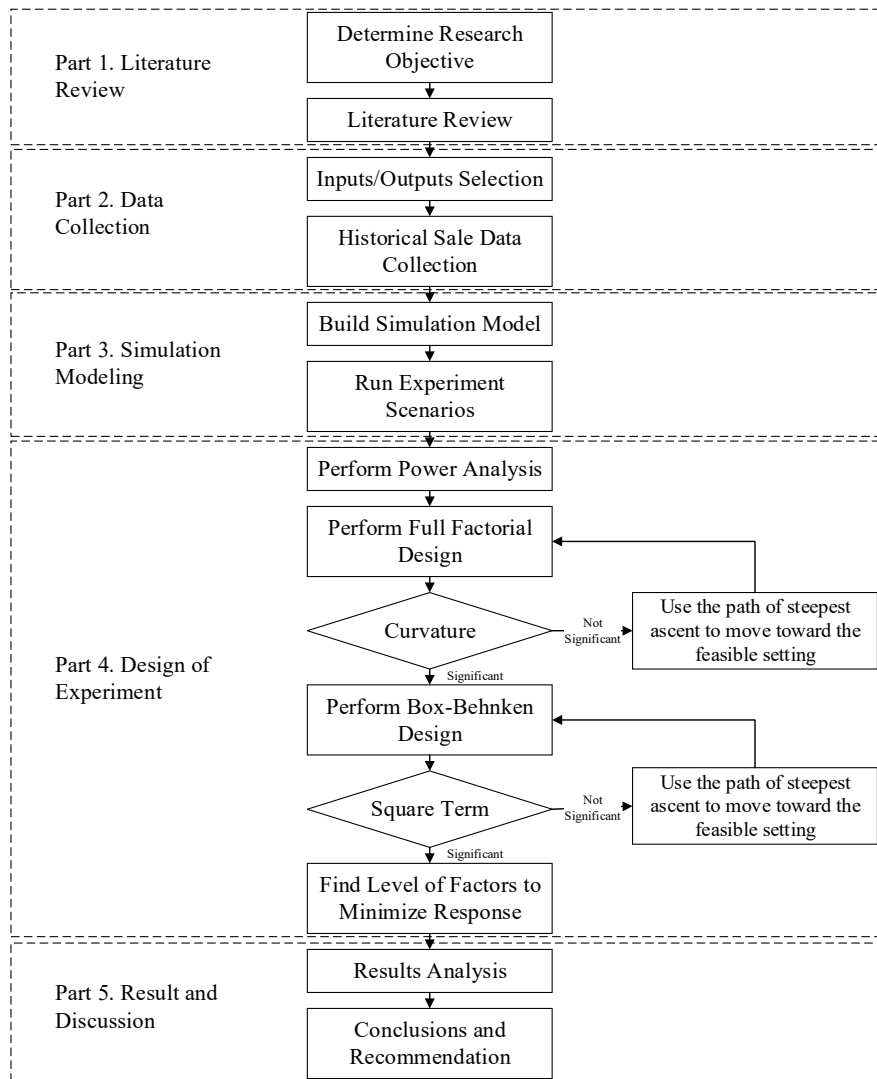 Part 1. Literature
Review
Determine Research
Objective
Literature Review
Part 2. Data
Collection
Inputs/Outputs Selection
Historical Sale Data
Collection
Part 3. Simulation
Modeling
Build Simulation Model
Run Experiment
Scenarios
Part 4. Design of
Experiment
Perform Power Analysis
Perform Full Factorial
Design
Curvature
Not
Significant
Use the path of steepest
ascent to move toward the
feasible setting
Significant
Perform Box-Behnken
Design
Square Term
Not
Significant
Use the path of steepest
ascent to move toward the
feasible setting
Significant
Find Level of Factors to
Minimize Response
Part 5. Result and
Discussion
Results Analysis
Conclusions and
Recommendation